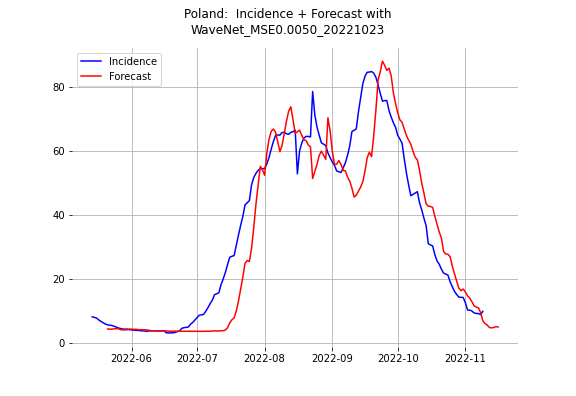 Poland:  Incidence + Forecast with
WaveNet_MSE0.0050_20221023
Incidence
Forecast
80
60
40
20
0
2022-06 2022-07 2022-08 2022-09 2022-10 2022-11